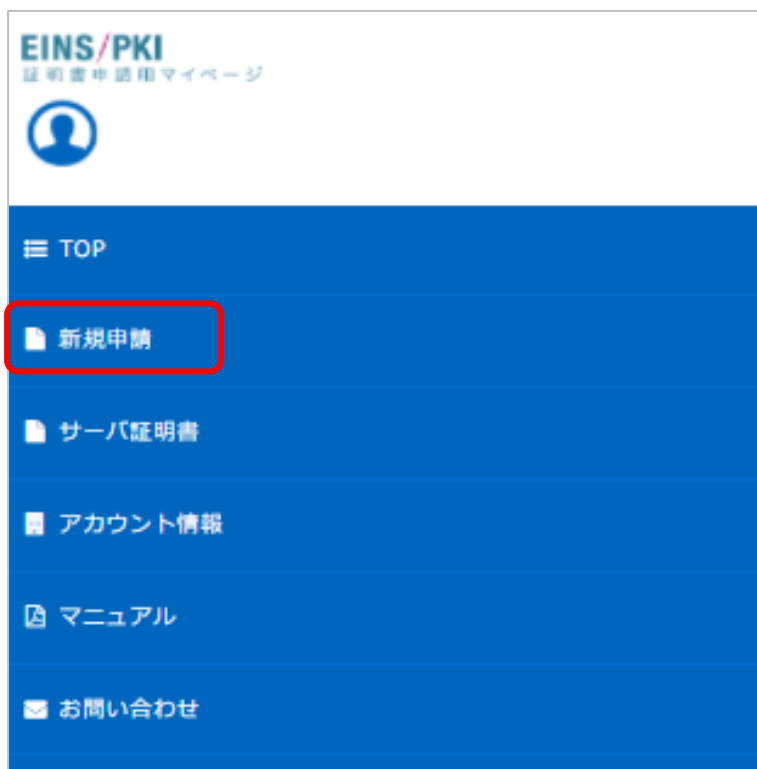 EINS/PKI
証明書申請用マイページ
TOP
新規申請
サーバ証明書
アカウント情報
マニュアル
お問い合わせ